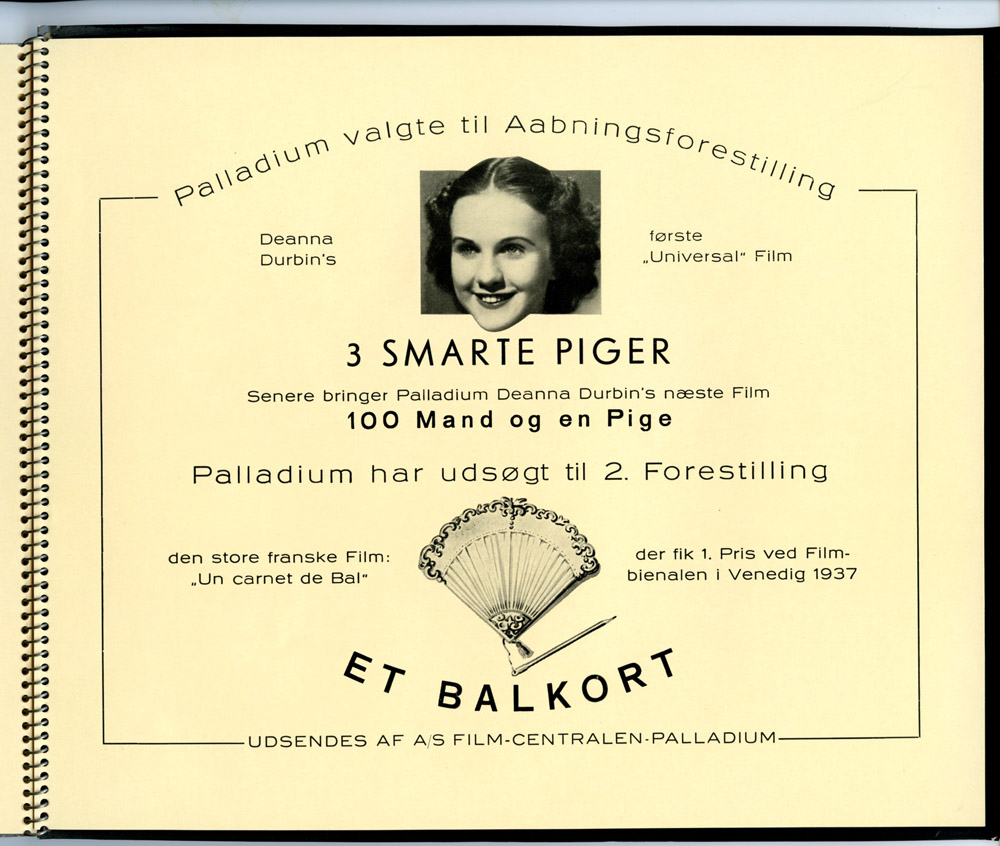 Palladium valgte til Aabningsforestilling
Deanna
Durbin's
første
„Universal" Film
3 SMARTE PIGER
Senere bringer Palladium Deanna Durbin's næste Film
100 Mand og en Pige
Palladium har udsøgt til 2. Forestilling
den store franske Film:
„Un carnet de Bal"
der fik 1. Pris ved Film-
bienalen i Venedig 1937
ET BALKORT
UDSENDES AF A/S FILM-CENTRALEN-PALLADIUM